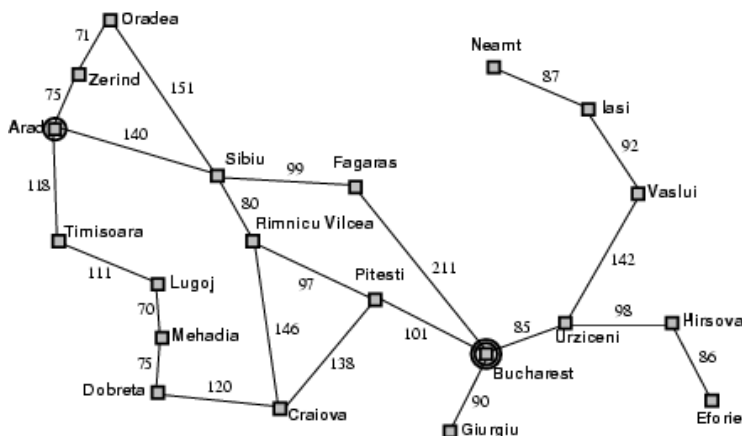 Oradea
71
Neamt
Zerind
87
75
151
Iasi
Arad
140
92
Sibiu
Fagaras
99
118
Vaslui
80
Timisoara
Rimnicu Vilcea
111
Lugoj
97
Pitesti
211
142
70
98
Hirsova
Mehadia
146
101
85
Urziceni
75
138
86
Bucharest
Dobreta
120
90
Craiova
Eforie
Giurgiu